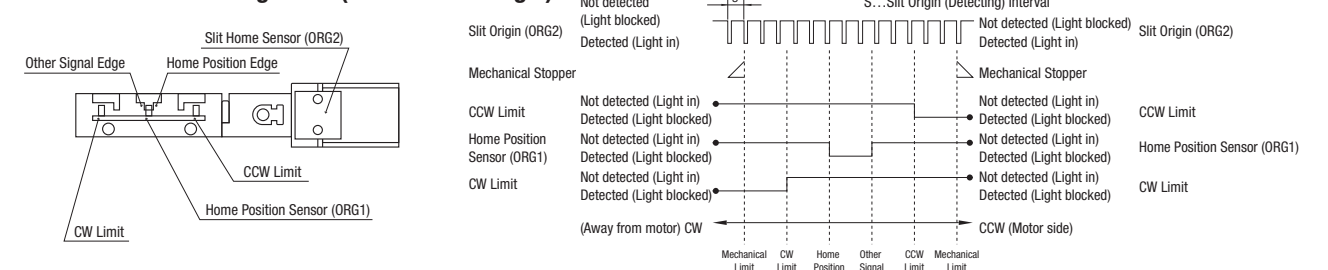 Slit Home Sensor (ORG2)
Other Signal Edge
Home Position Edge
CCW Limit
Home Position Sensor (ORG1)
CW Limit
Not detected
(Light blocked)
Slit Origin (ORG2)
Detected (Light in)
S…Slit Origin (Detecting) Interval
Not detected (Light blocked)
Detected (Light in)
Slit Origin (ORG2)
Mechanical Stopper
Mechanical Stopper
CCW Limit
Not detected (Light in)
Detected (Light blocked)
Not detected (Light in)
Detected (Light blocked)
CCW Limit
Home Position
Sensor (ORG1)
Not detected (Light in)
Detected (Light blocked)
Not detected (Light in)
Detected (Light blocked)
Home Position Sensor (ORG1)
CW Limit
Not detected (Light in)
Detected (Light blocked)
Not detected (Light in)
Detected (Light blocked)
CW Limit
(Away from motor) CW
CCW (Motor side)
Mechanical
Limit
CW
Limit
Home
Position
Other
Signal
CCW
Limit
Mechanical
Limit